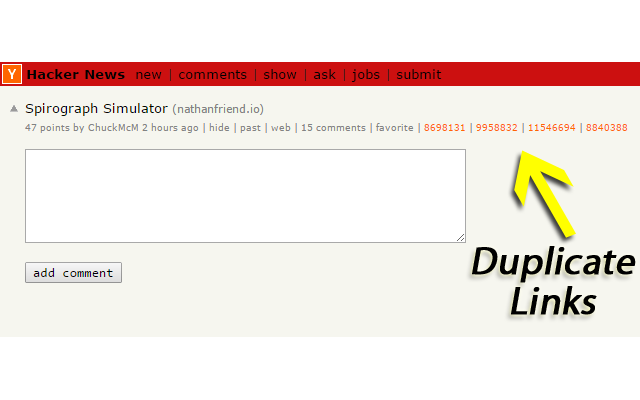 Y Hacker News new | comments | show | ask | jobs | submit
Spirograph Simulator (nathanfriend.io)
47 points by ChuckMcM 2 hours ago | hide | past | web | 15 comments | favorite | 8698131 | 9958832 | 11546694 | 8840388
add comment
Duplicate
Links